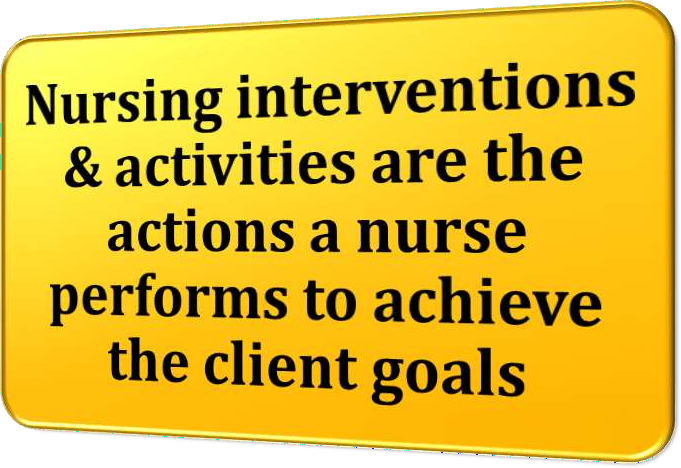 Nursing interventions
& activities are the
actions a nurse
performs to achieve
the client goals